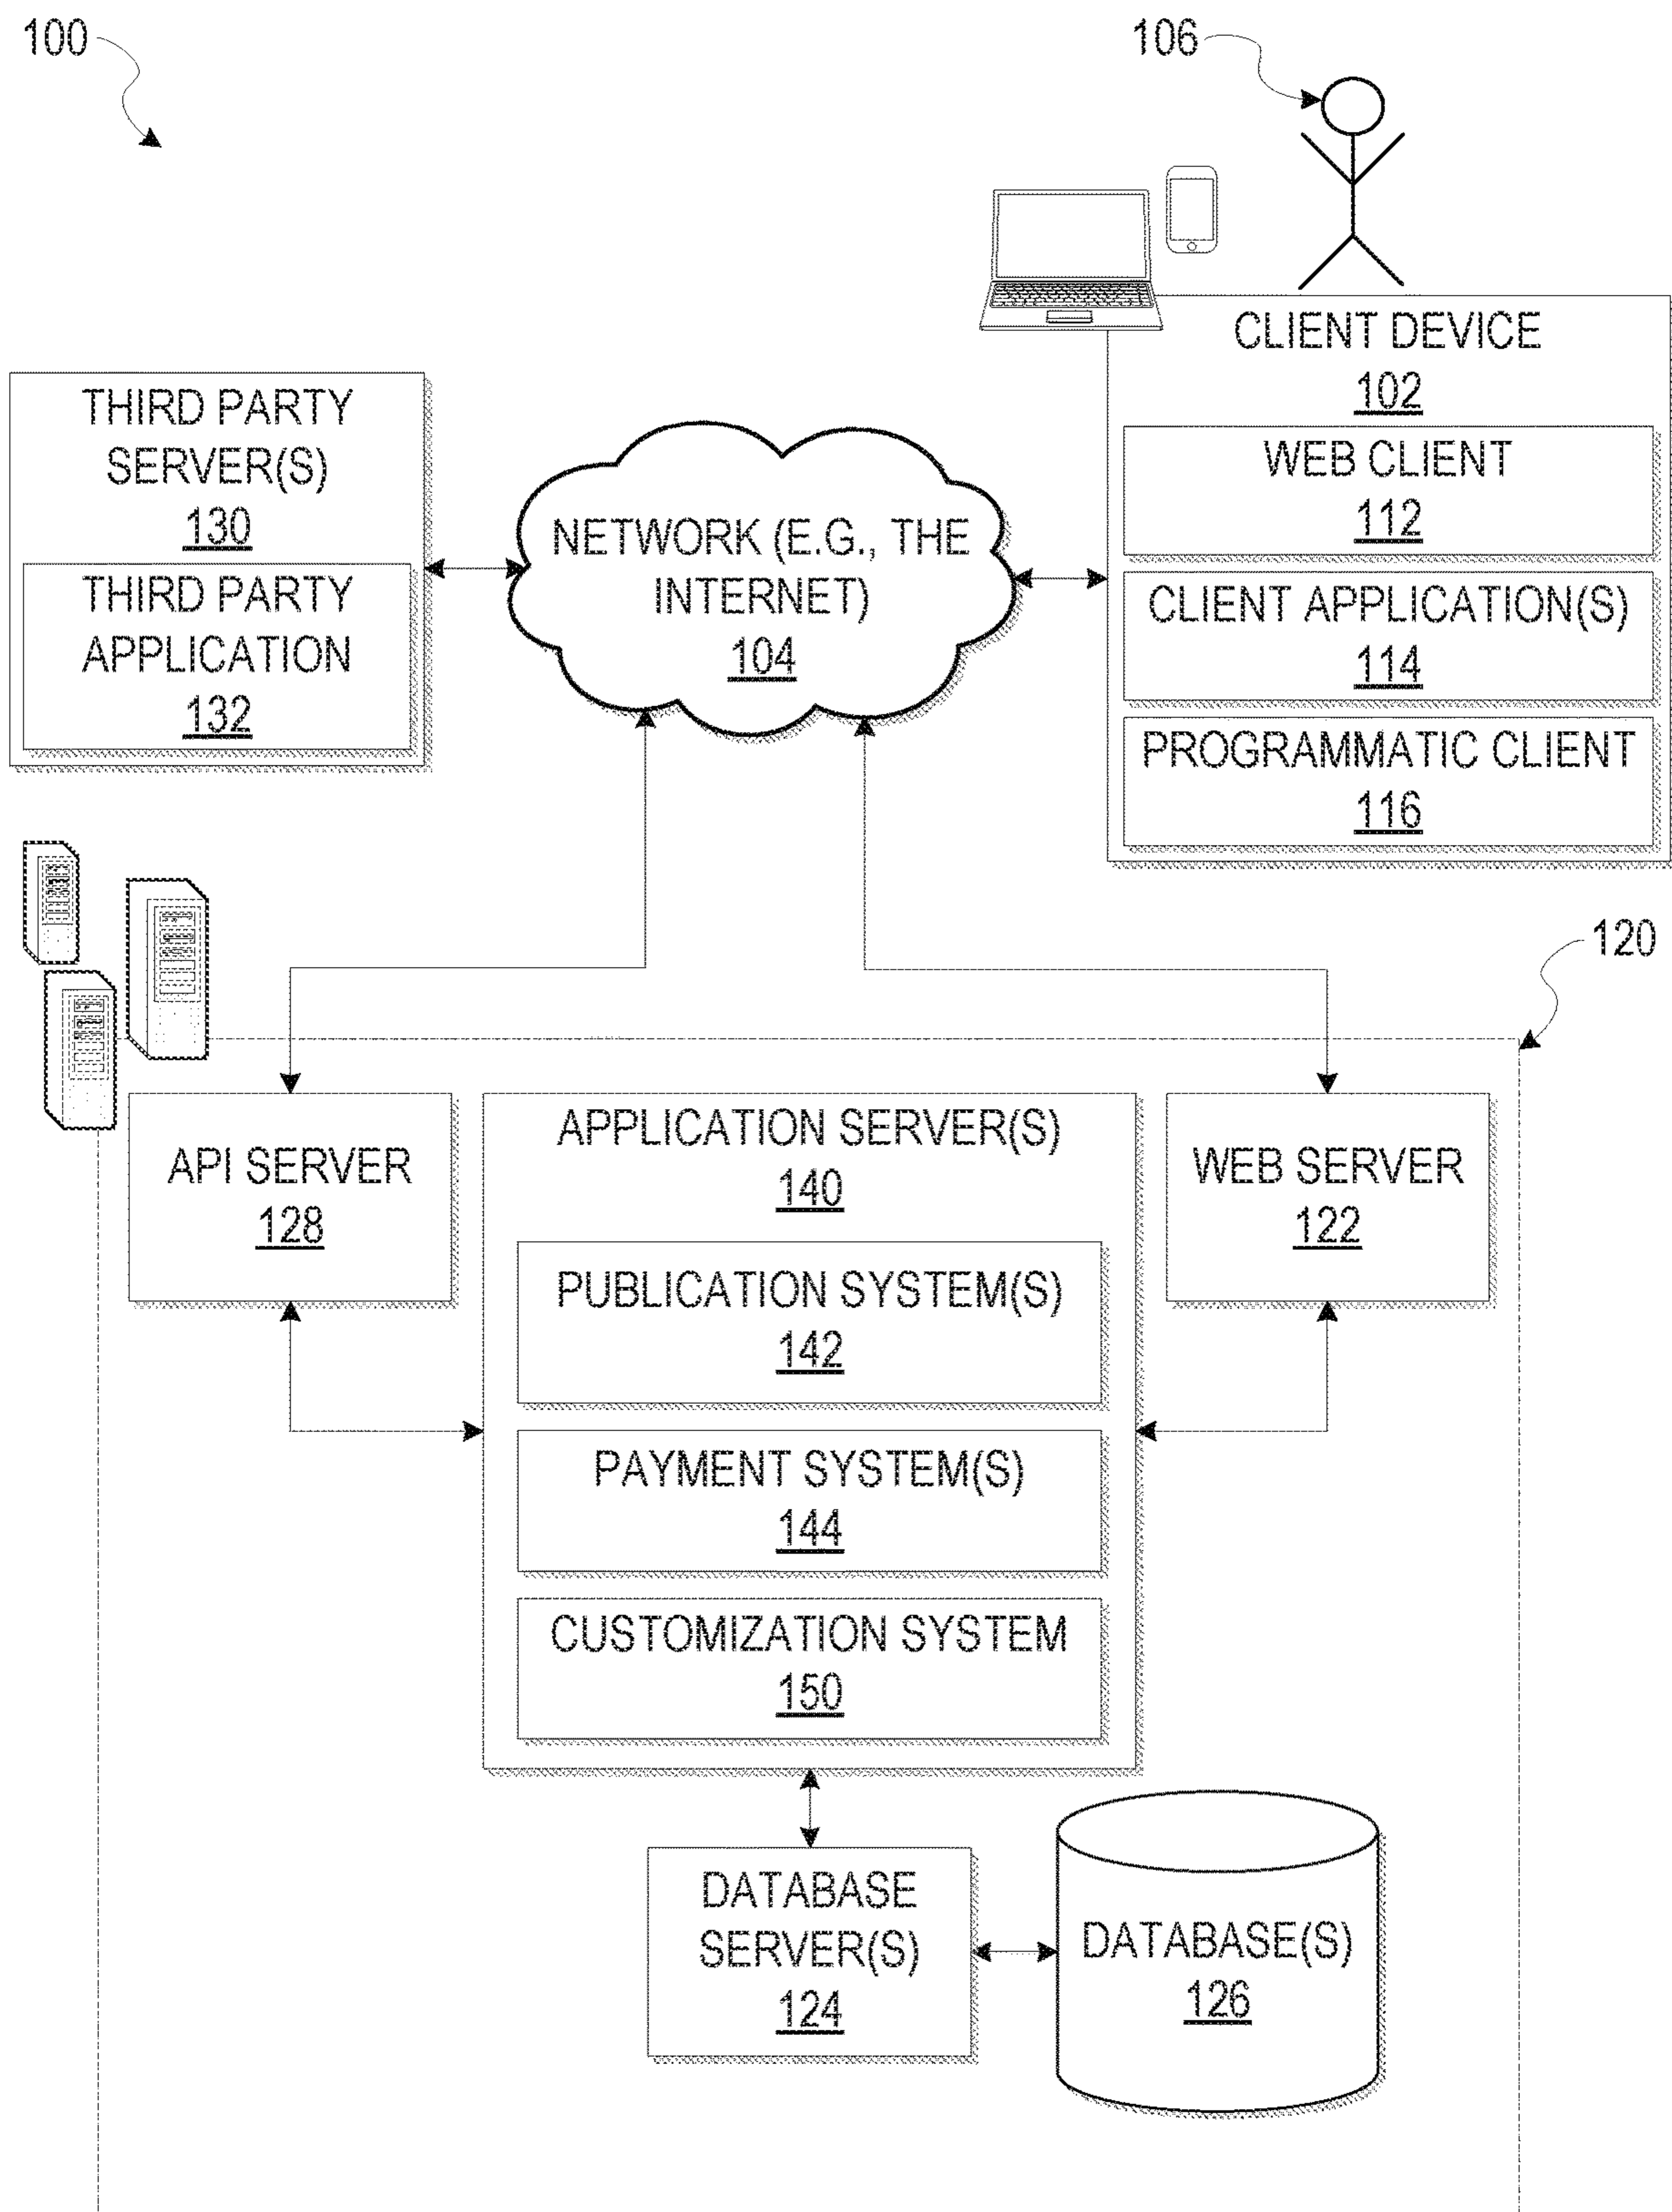 100
106
CLIENT DEVICE
102
WEB CLIENT
112
CLIENT APPLICATION(S)
114
PROGRAMMATIC CLIENT
116
THIRD PARTY
SERVER(S)
130
THIRD PARTY
APPLICATION
132
NETWORK (E.G., THE
INTERNET)
104
120
API SERVER
128
APPLICATION SERVER(S)
140
PUBLICATION SYSTEM(S)
142
PAYMENT SYSTEM(S)
144
CUSTOMIZATION SYSTEM
150
WEB SERVER
122
DATABASE
SERVER(S)
124
DATABASE(S)
126